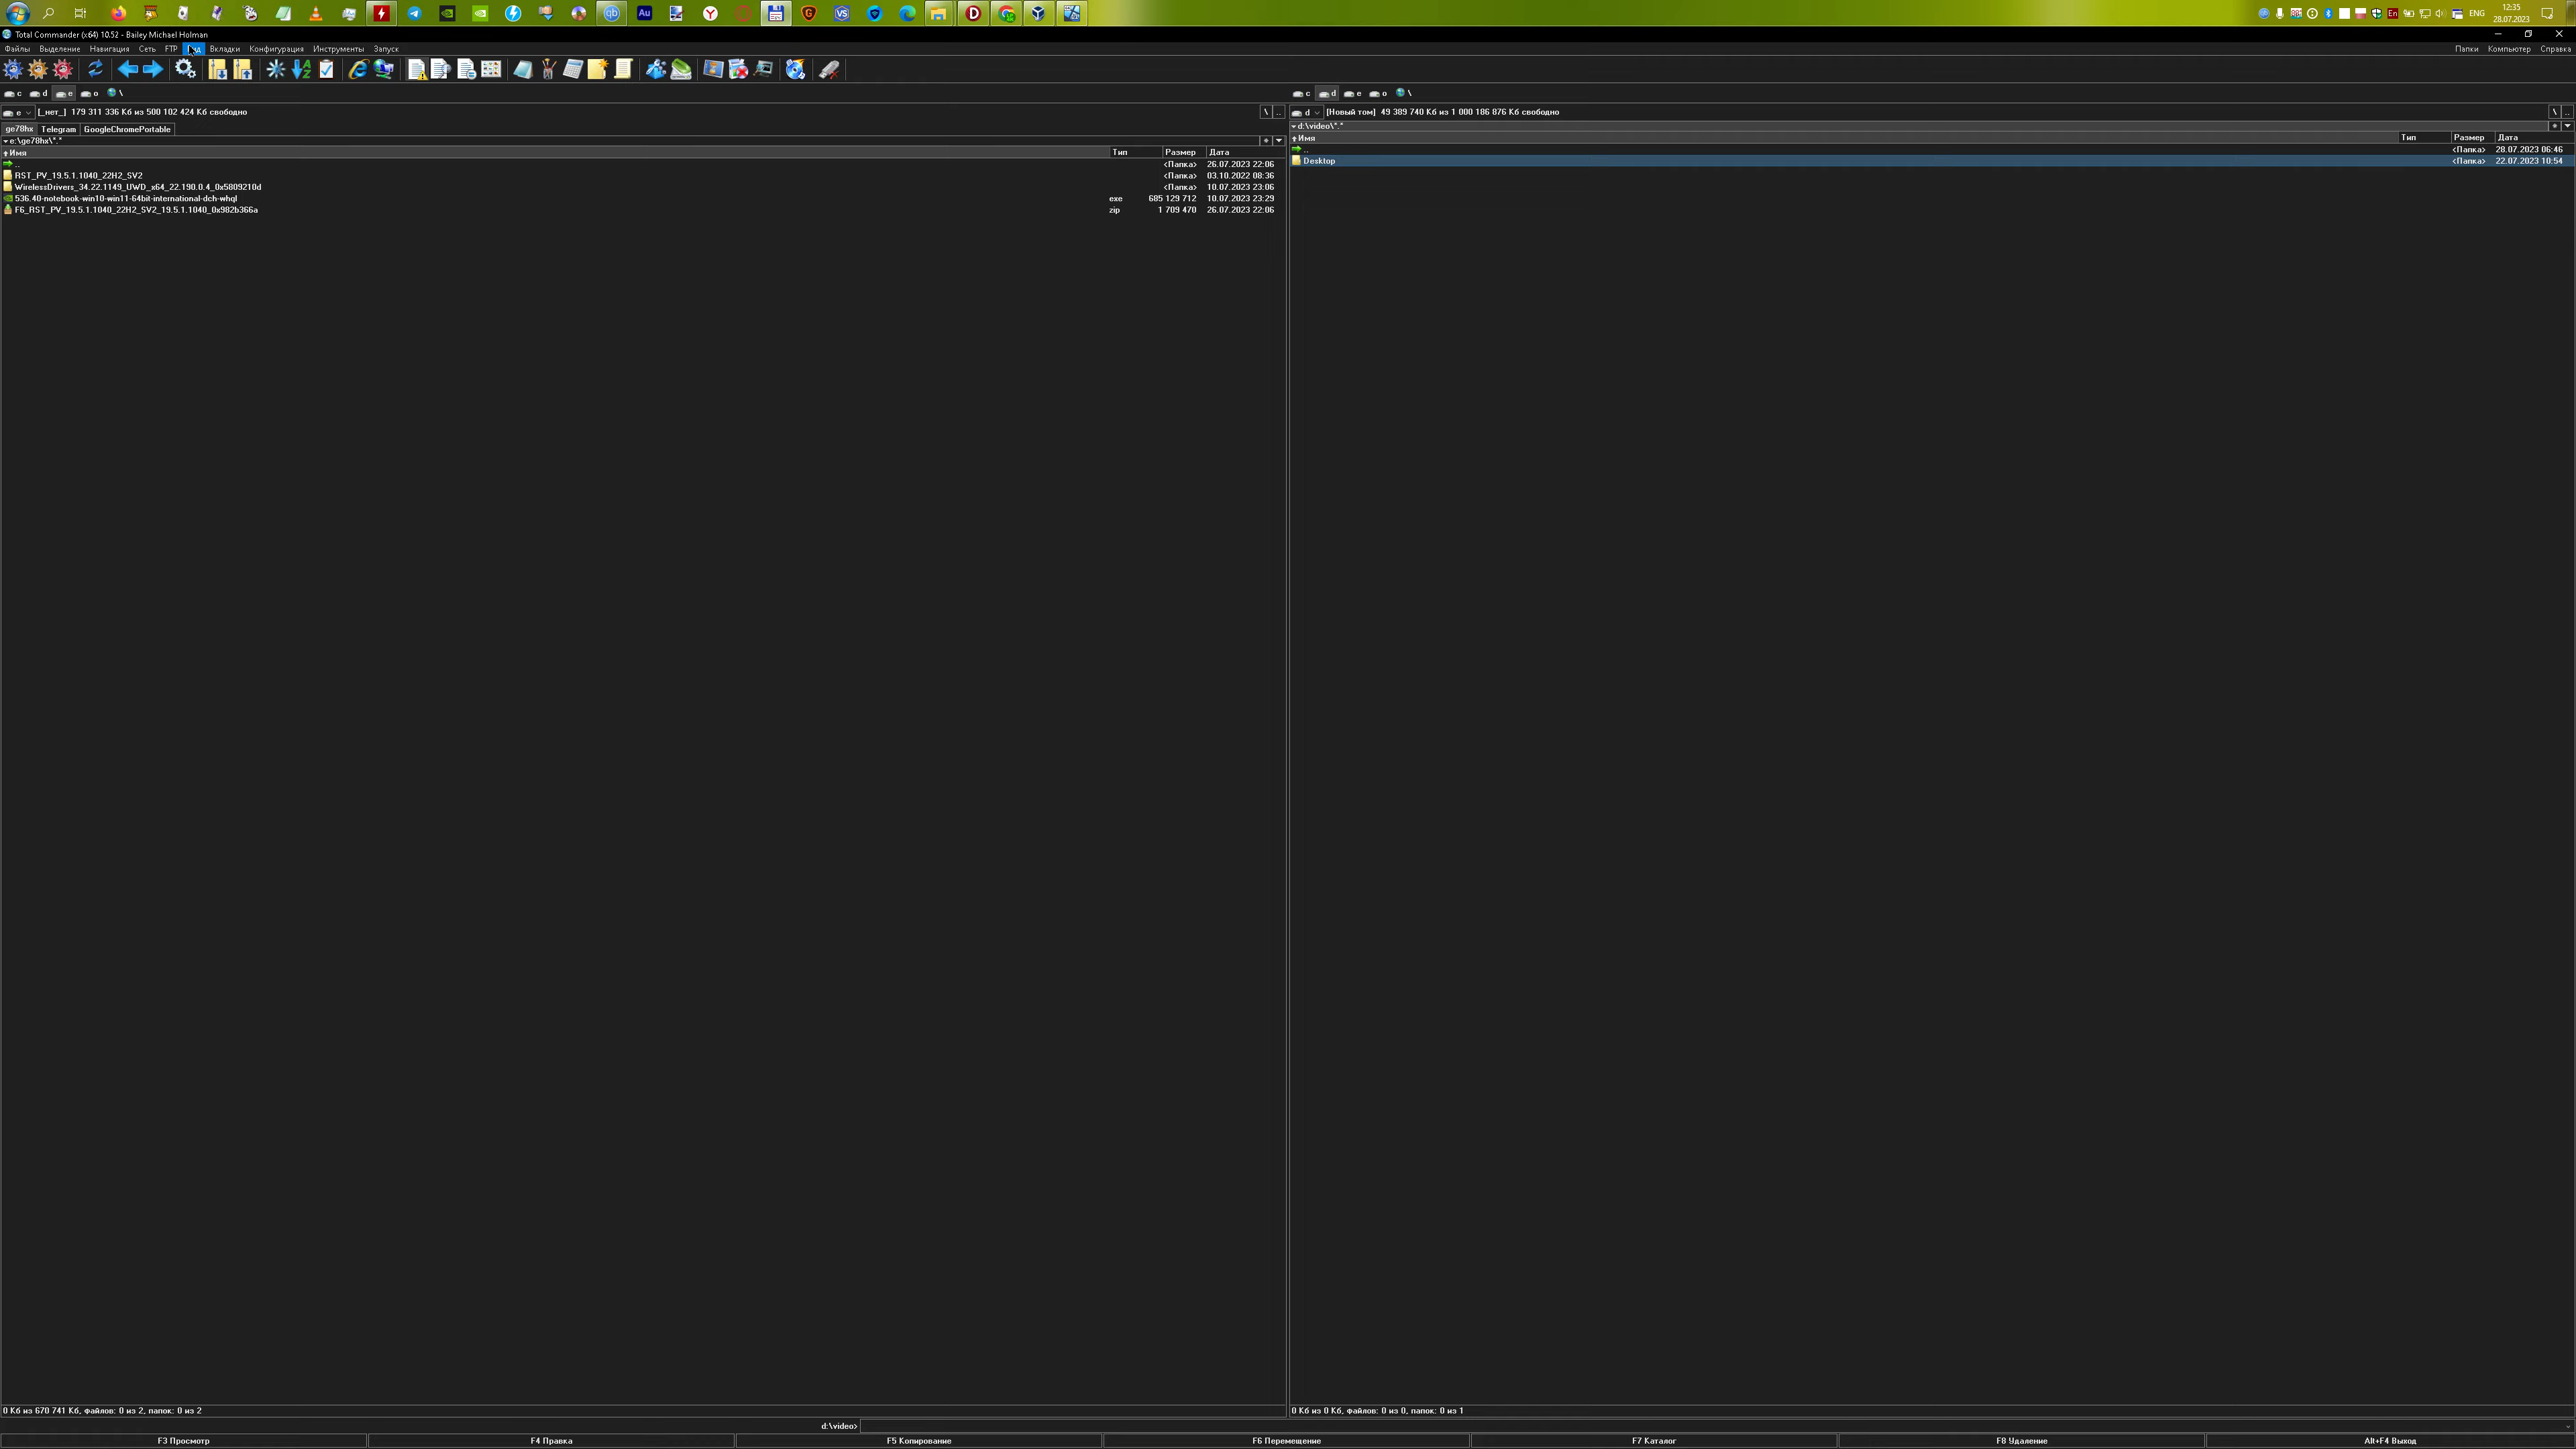 12:35
ENG
28.07.2023
Total Commander (x64) 10.52 - Bailey Michael Holman
Файлы Выделение Навигация Сеть FTP Вкладки Конфигурация Инструменты Запуск
Папки Компьютер Справка
c d e o \
c d e o \
e [_нет_] 179 311 336 Кб из 500 102 424 Кб свободно \ ..
d [Новый том] 49 389 740 Кб из 1 000 186 876 Кб свободно \ ..
ge78hx Telegram GoogleChromePortable
e:\ge78hx\*.*
Имя Тип Размер Дата
.. <Папка> 26.07.2023 22:06
RST_PV_19.5.1.1040_22H2_SV2 <Папка> 03.10.2022 08:36
WirelessDrivers_34.22.1149_UWD_x64_22.190.0.4_0x5809210d <Папка> 10.07.2023 23:06
536.40-notebook-win10-win11-64bit-international-dch-whql exe 685 129 712 10.07.2023 23:29
F6_RST_PV_19.5.1.1040_22H2_SV2_19.5.1.1040_0x982b366a zip 1 709 470 26.07.2023 22:06
d:\video\*.*
Имя Тип Размер Дата
.. <Папка> 28.07.2023 06:46
Desktop <Папка> 22.07.2023 10:54
0 Кб из 670 741 Кб, файлов: 0 из 2, папок: 0 из 2
0 Кб из 0 Кб, файлов: 0 из 0, папок: 0 из 1
d:\video>
F3 Просмотр F4 Правка F5 Копирование F6 Перемещение F7 Каталог F8 Удаление Alt+F4 Выход